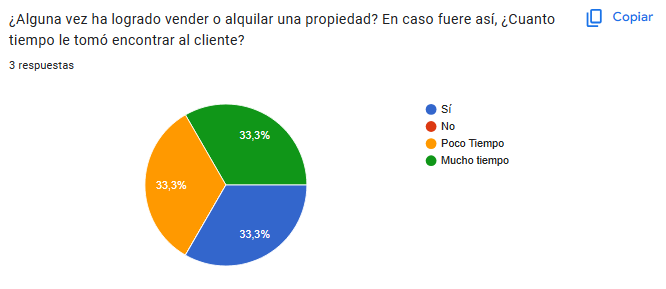 ¿Alguna vez ha logrado vender o alquilar una propiedad? En caso fuere así, ¿Cuanto
tiempo le tomó encontrar al cliente?
Copiar
3 respuestas
33,3%
33,3%
33,3%
Sí
No
Poco Tiempo
Mucho tiempo